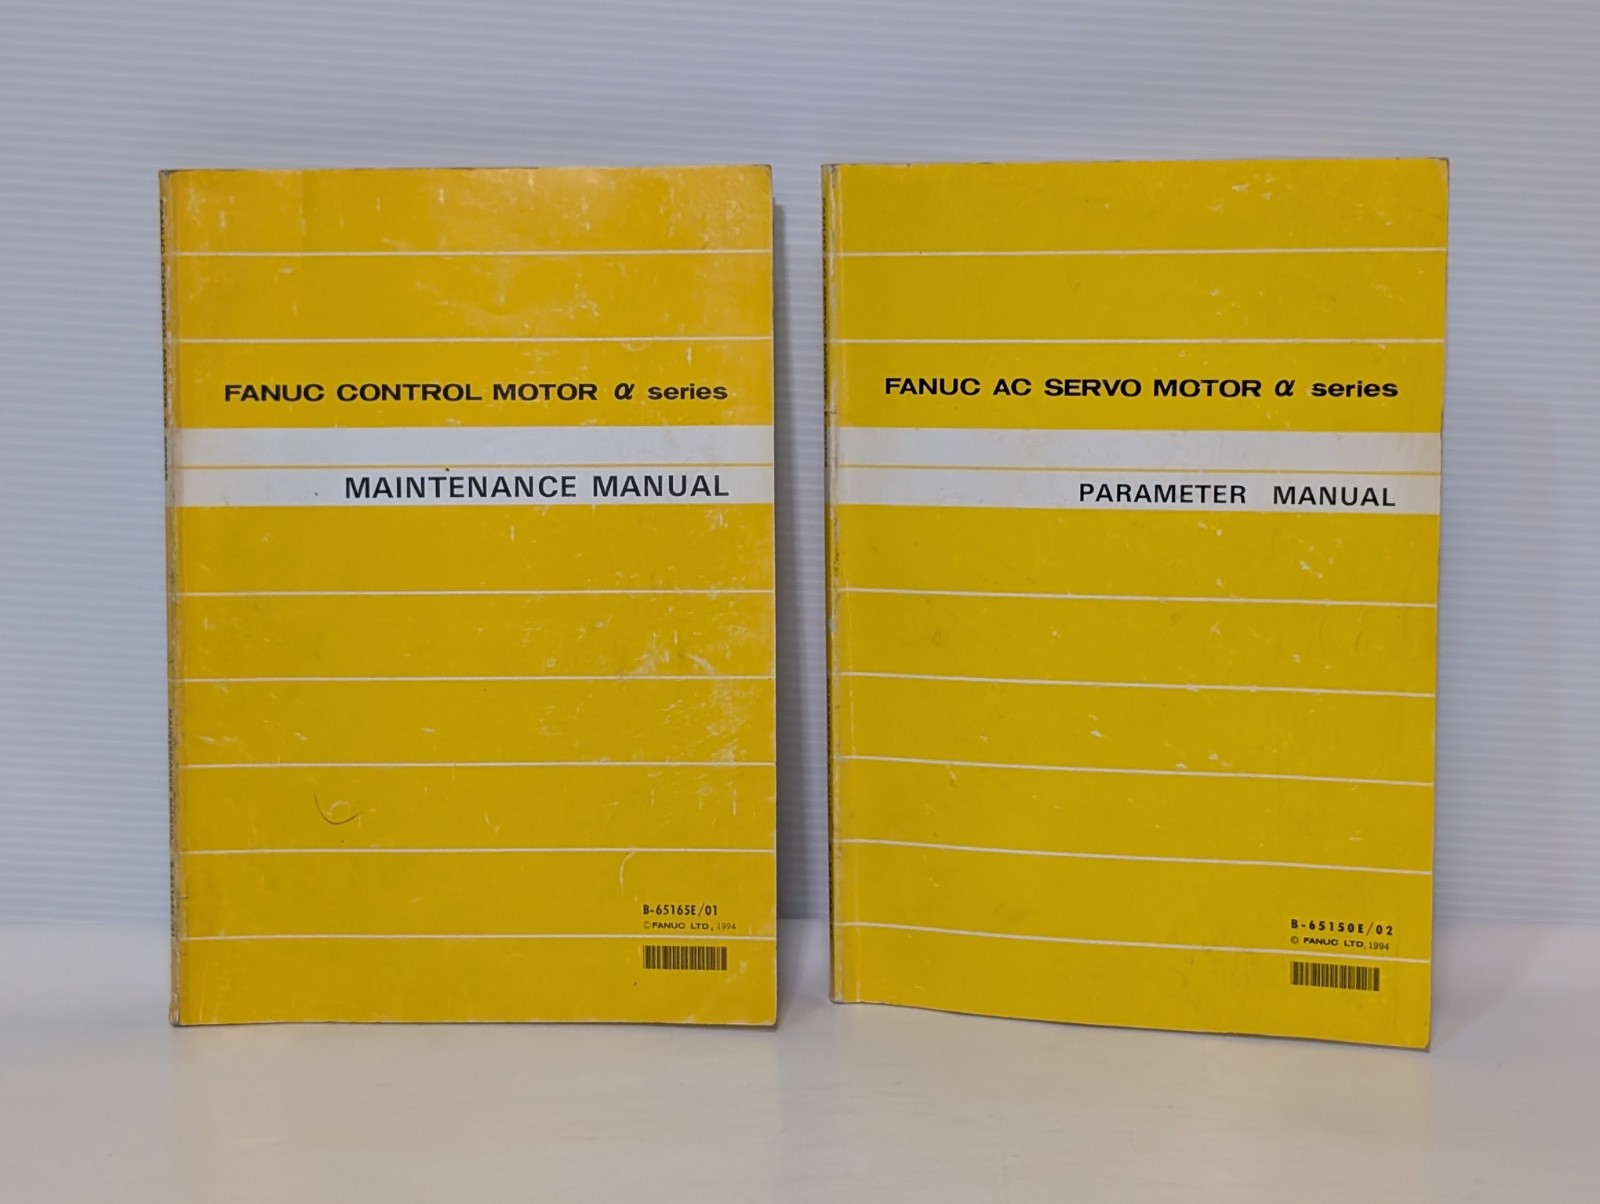 FANUC CONTROL MOTOR α series
MAINTENANCE MANUAL
B-65165E/01
©FANUC LTD, 1994
FANUC AC SERVO MOTOR α series
PARAMETER MANUAL
B-65150E/02
© FANUC LTD, 1994